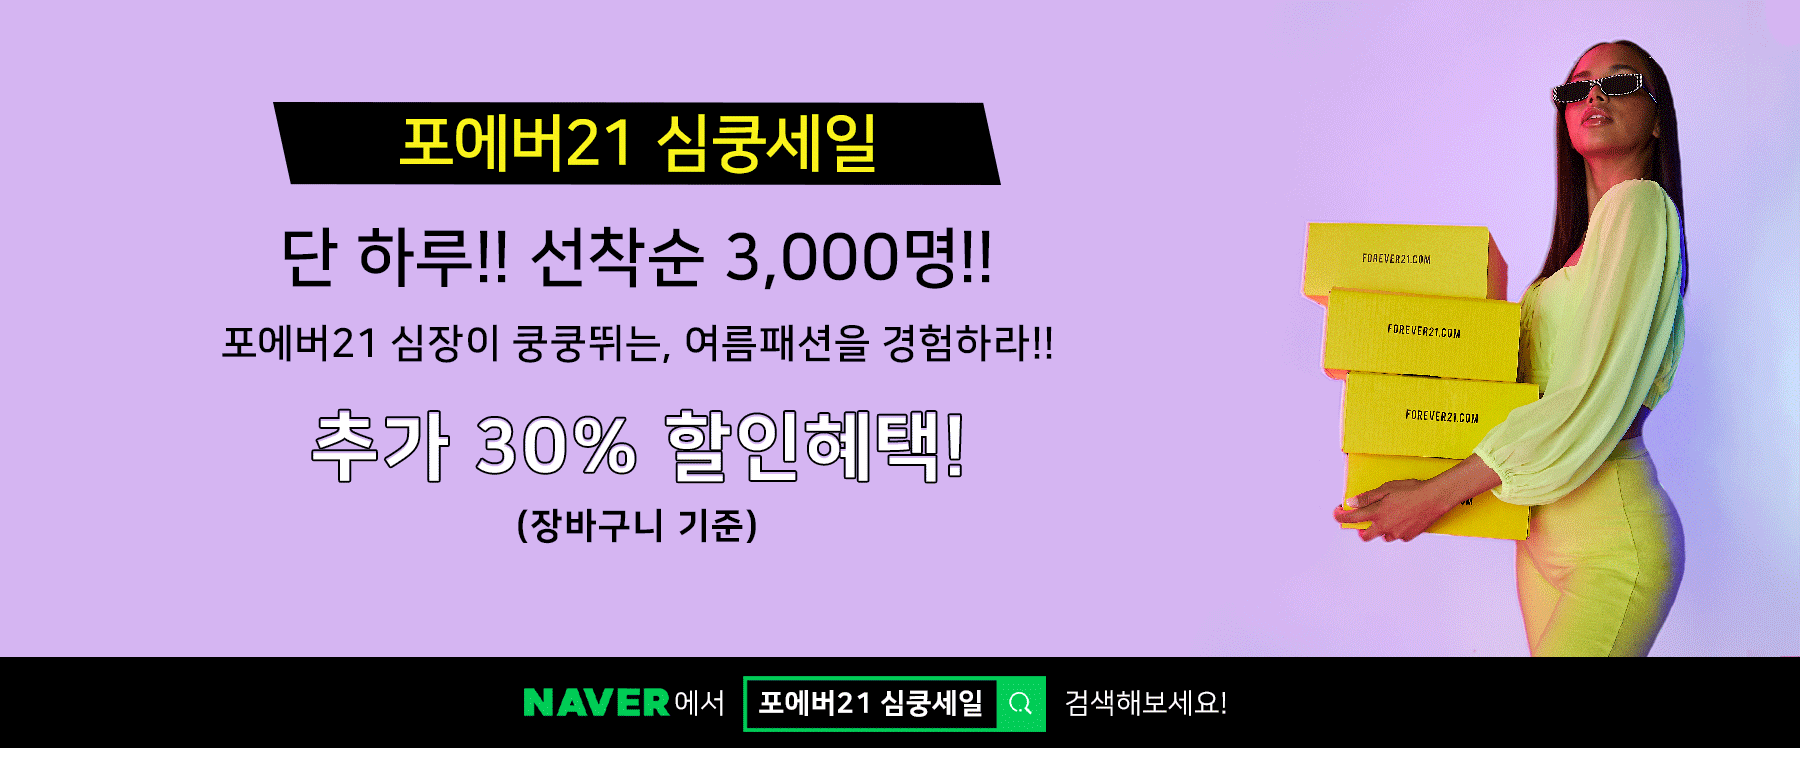 포에버21 심쿵세일
단 하루!! 선착순 3,000명!!
포에버21 심장이 쿵쿵뛰는, 여름패션을 경험하라!!
추가 30% 할인혜택!
(장바구니 기준)
FOREVER21.COM
FOREVER21.COM
FOREVER21.COM
OM
NAVER에서 포에버21 심쿵세일 검색해보세요!